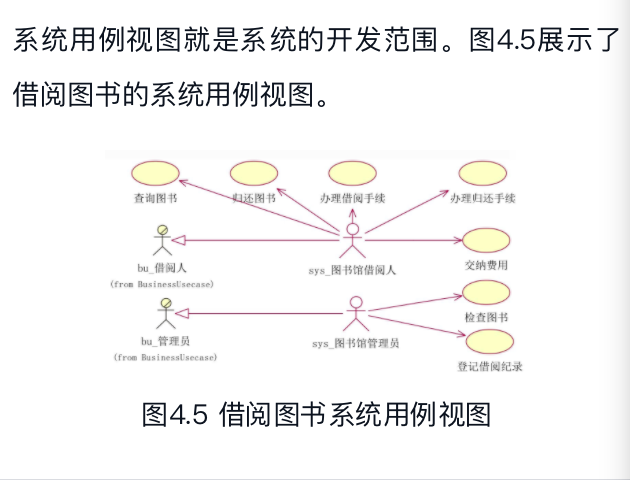 系统用例视图就是系统的开发范围。图4.5展示了
借阅图书的系统用例视图。
查询图书
归还图书
办理借阅手续
办理归还手续
bu_借阅人
(from BusinessUsecase)
sys_图书馆借阅人
交纳费用
检查图书
bu_管理员
(from BusinessUsecase)
sys_图书馆管理员
登记借阅纪录
图4.5 借阅图书系统用例视图